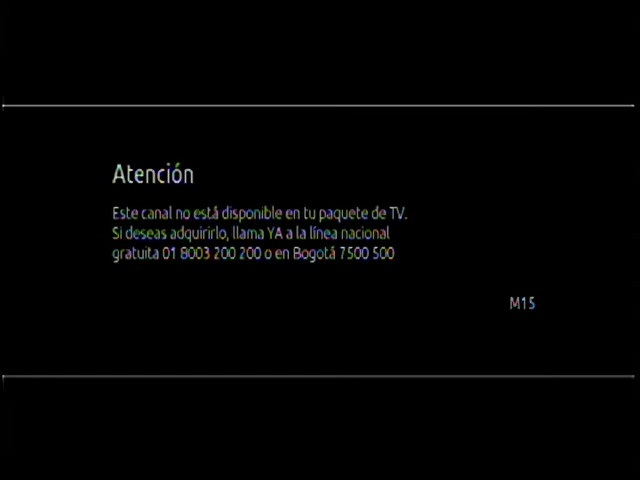 Atención
Este canal no está disponible en tu paquete de TV.
Si deseas adquirirlo, llama YA a la línea nacional
gratuita 01 8003 200 200 o en Bogotá 7500 500
M15